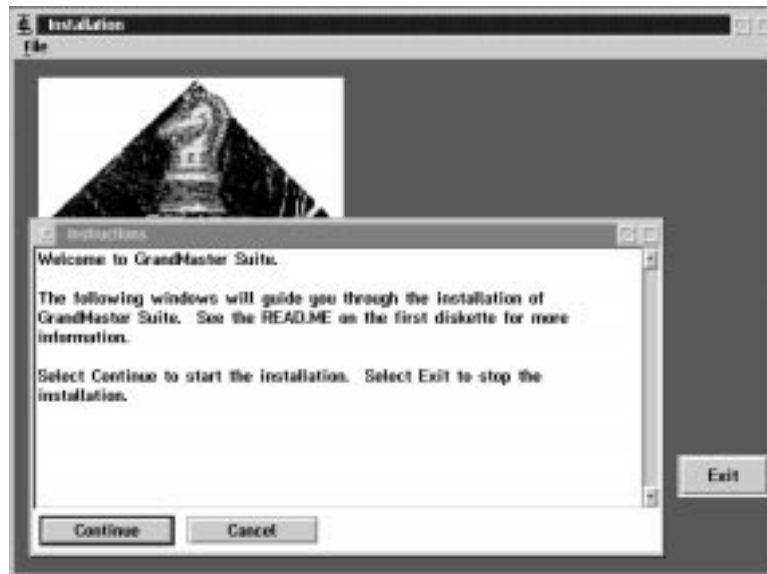 Installation
File
Instructions
Welcome to GrandMaster Suite.
The following windows will guide you through the installation of
GrandMaster Suite. See the READ.ME on the first diskette for more
information.
Select Continue to start the installation. Select Exit to stop the
installation.
Exit
Continue Cancel